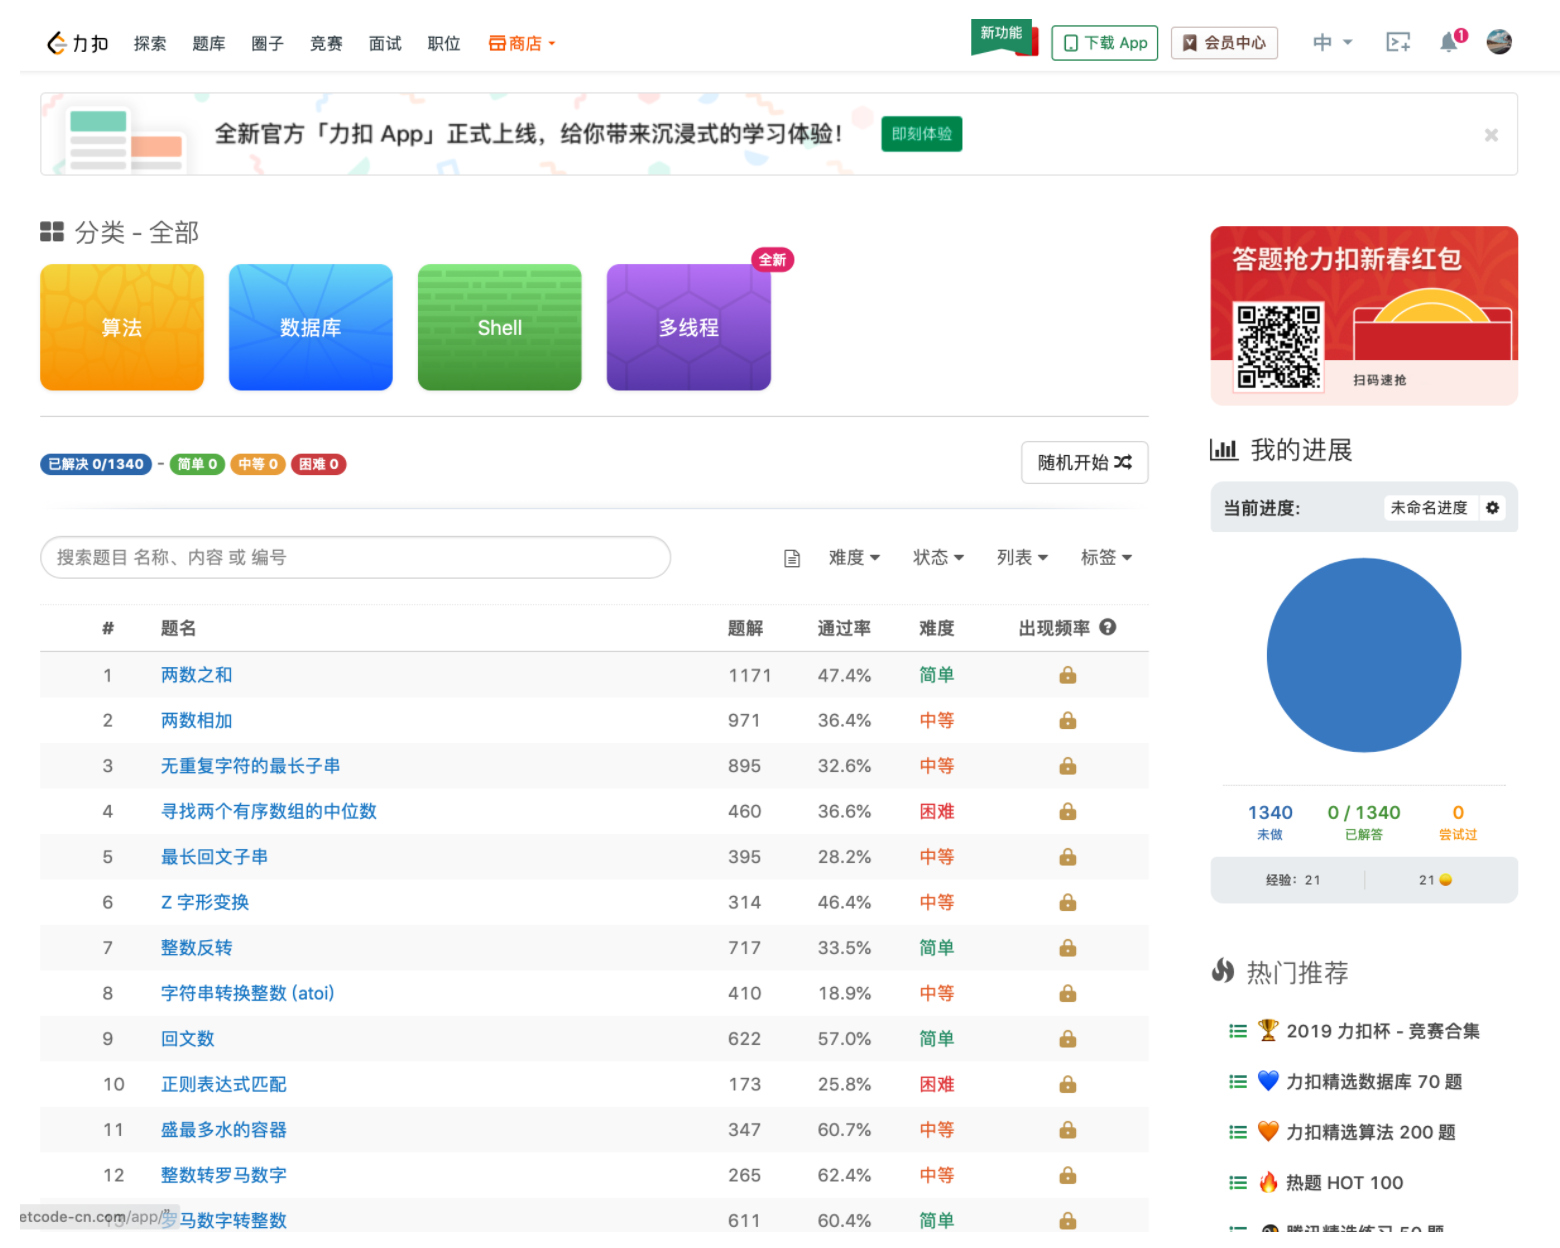 力扣 探索 题库 圈子 竞赛 面试 职位 商店 新功能 下载 App 会员中心 中 1
全新官方「力扣 App」正式上线，给你带来沉浸式的学习体验！ 即刻体验
分类 - 全部
算法 数据库 Shell 多线程 全新
已解决 0/1340 - 简单 0 中等 0 困难 0 随机开始
搜索题目 名称、内容 或 编号 难度 状态 列表 标签
# 题名 题解 通过率 难度 出现频率
1 两数之和 1171 47.4% 简单
2 两数相加 971 36.4% 中等
3 无重复字符的最长子串 895 32.6% 中等
4 寻找两个有序数组的中位数 460 36.6% 困难
5 最长回文子串 395 28.2% 中等
6 Z 字形变换 314 46.4% 中等
7 整数反转 717 33.5% 简单
8 字符串转换整数 (atoi) 410 18.9% 中等
9 回文数 622 57.0% 简单
10 正则表达式匹配 173 25.8% 困难
11 盛最多水的容器 347 60.7% 中等
12 整数转罗马数字 265 62.4% 中等
罗马数字转整数 611 60.4% 简单
etcode-cn.com/app/
答题抢力扣新春红包
扫码速抢
我的进展
当前进度: 未命名进度
1340 0 / 1340 0
未做 已解答 尝试过
经验：21 21
热门推荐
2019 力扣杯 - 竞赛合集
力扣精选数据库 70 题
力扣精选算法 200 题
热题 HOT 100
腾讯精选练习 50 题